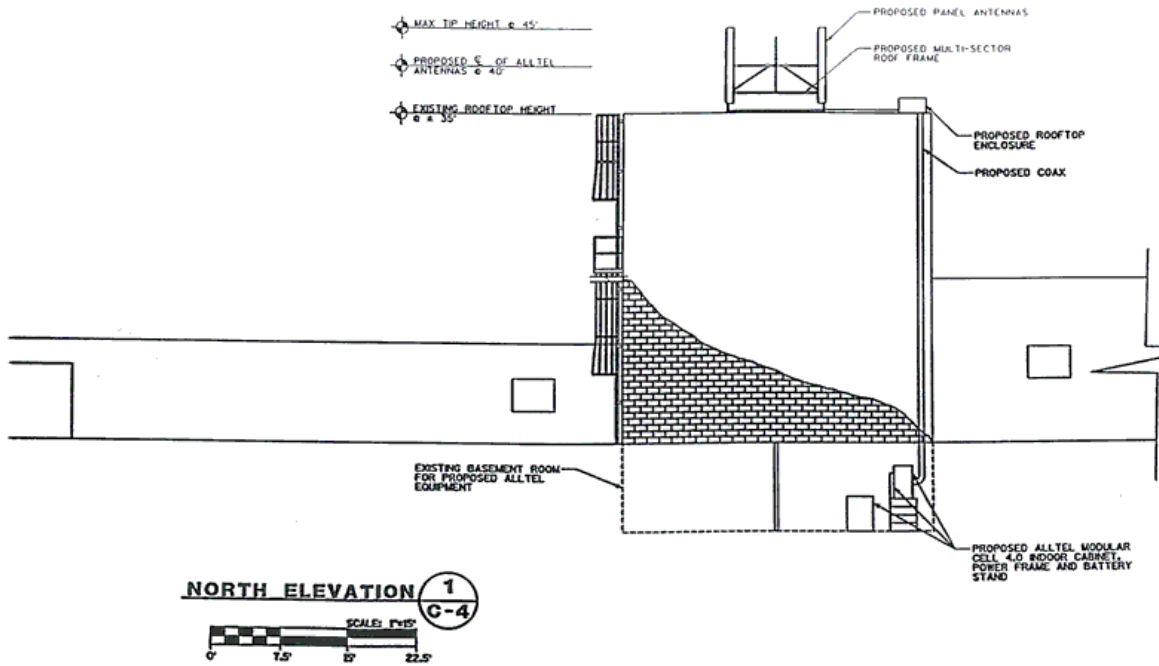 MAX TIP HEIGHT @ 45'
PROPOSED ℄ OF ALLTEL
ANTENNAS @ 40'
EXISTING ROOFTOP HEIGHT
@ ± 35'
PROPOSED PANEL ANTENNAS
PROPOSED MULTI-SECTOR
ROOF FRAME
PROPOSED ROOFTOP
ENCLOSURE
PROPOSED COAX
EXISTING BASEMENT ROOM
FOR PROPOSED ALLTEL
EQUIPMENT
PROPOSED ALLTEL MODULAR
CELL 4.0 INDOOR CABINET,
POWER FRAME AND BATTERY
STAND
NORTH ELEVATION
1
C-4
SCALE: 1"=15'
0' 7.5' 15' 22.5'